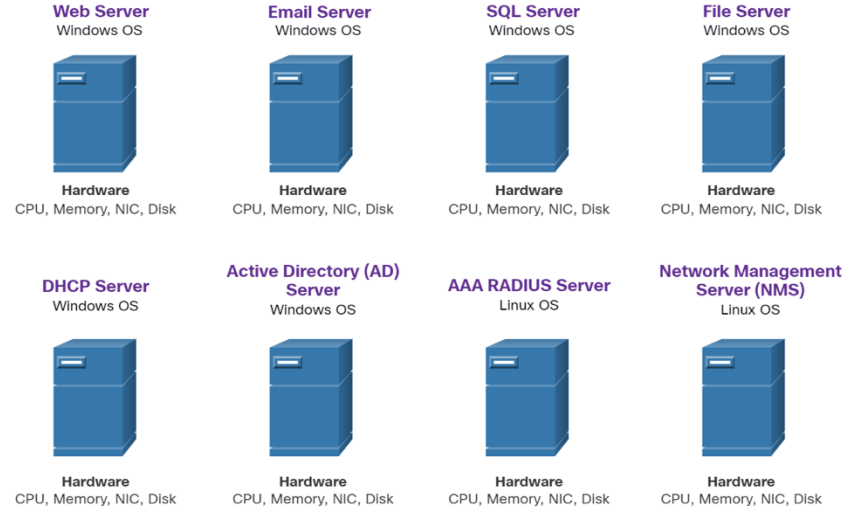 Web Server
Windows OS
Hardware
CPU, Memory, NIC, Disk
Email Server
Windows OS
Hardware
CPU, Memory, NIC, Disk
SQL Server
Windows OS
Hardware
CPU, Memory, NIC, Disk
File Server
Windows OS
Hardware
CPU, Memory, NIC, Disk
DHCP Server
Windows OS
Hardware
CPU, Memory, NIC, Disk
Active Directory (AD)
Server
Windows OS
Hardware
CPU, Memory, NIC, Disk
AAA RADIUS Server
Linux OS
Hardware
CPU, Memory, NIC, Disk
Network Management
Server (NMS)
Linux OS
Hardware
CPU, Memory, NIC, Disk